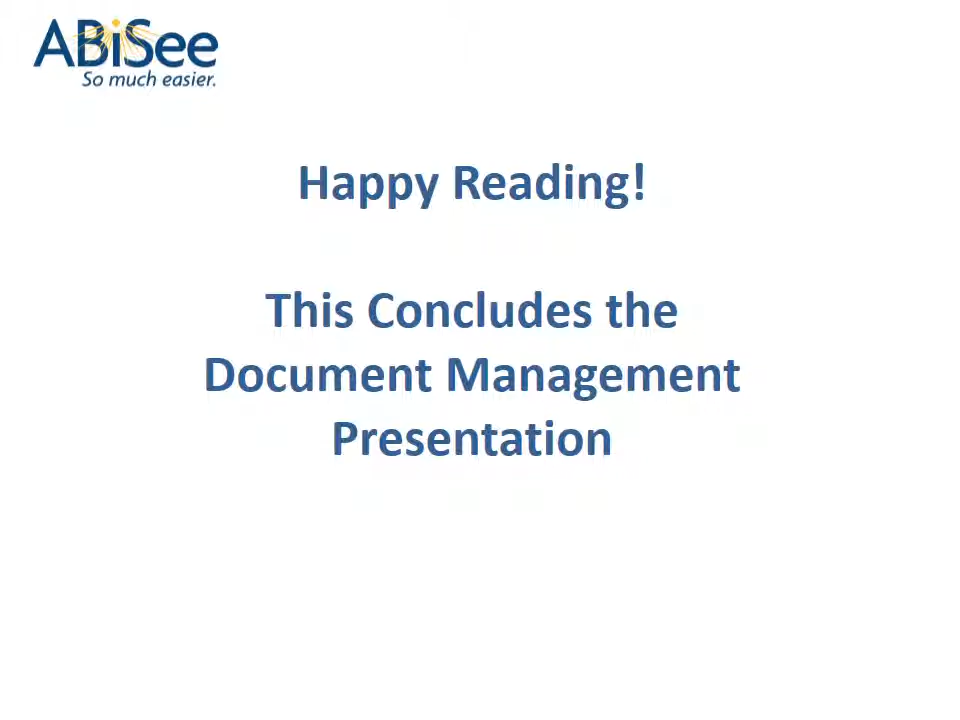 ABiSee
So much easier.
Happy Reading!
This Concludes the
Document Management
Presentation